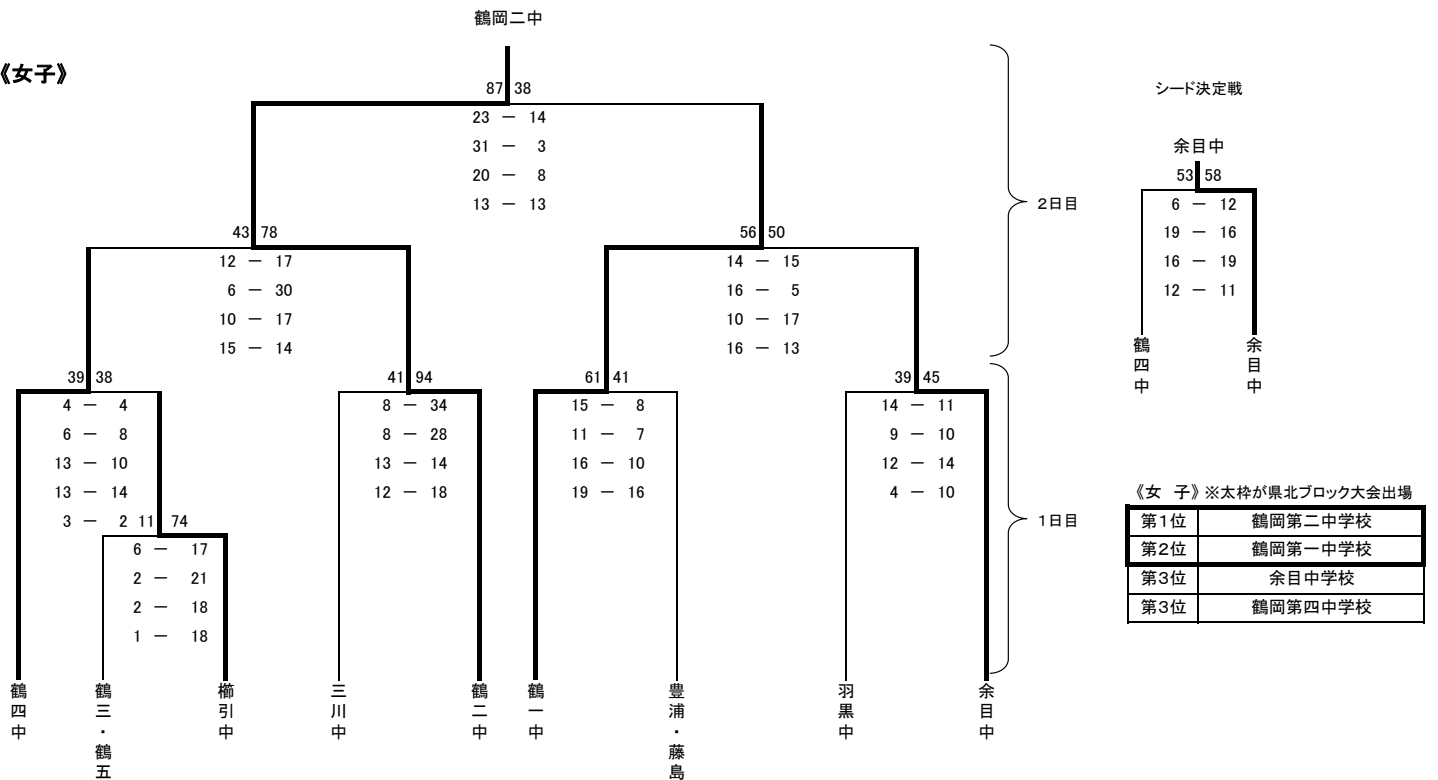 鶴岡二中
《女子》
87 38
23 － 14
31 － 3
20 － 8
13 － 13
2日目
シード決定戦
余目中
53 58
6 － 12
19 － 16
16 － 19
12 － 11
鶴四中
余目中
43 78
12 － 17
6 － 30
10 － 17
15 － 14
56 50
14 － 15
16 － 5
10 － 17
16 － 13
39 38
4 － 4
6 － 8
13 － 10
13 － 14
3 － 2
11 74
6 － 17
2 － 21
2 － 18
1 － 18
41 94
8 － 34
8 － 28
13 － 14
12 － 18
61 41
15 － 8
11 － 7
16 － 10
19 － 16
39 45
14 － 11
9 － 10
12 － 14
4 － 10
1日目
《女　子》※太枠が県北ブロック大会出場
第1位 鶴岡第二中学校
第2位 鶴岡第一中学校
第3位 余目中学校
第3位 鶴岡第四中学校
鶴四中
鶴三・鶴五
櫛引中
三川中
鶴二中
鶴一中
豊浦・藤島
羽黒中
余目中